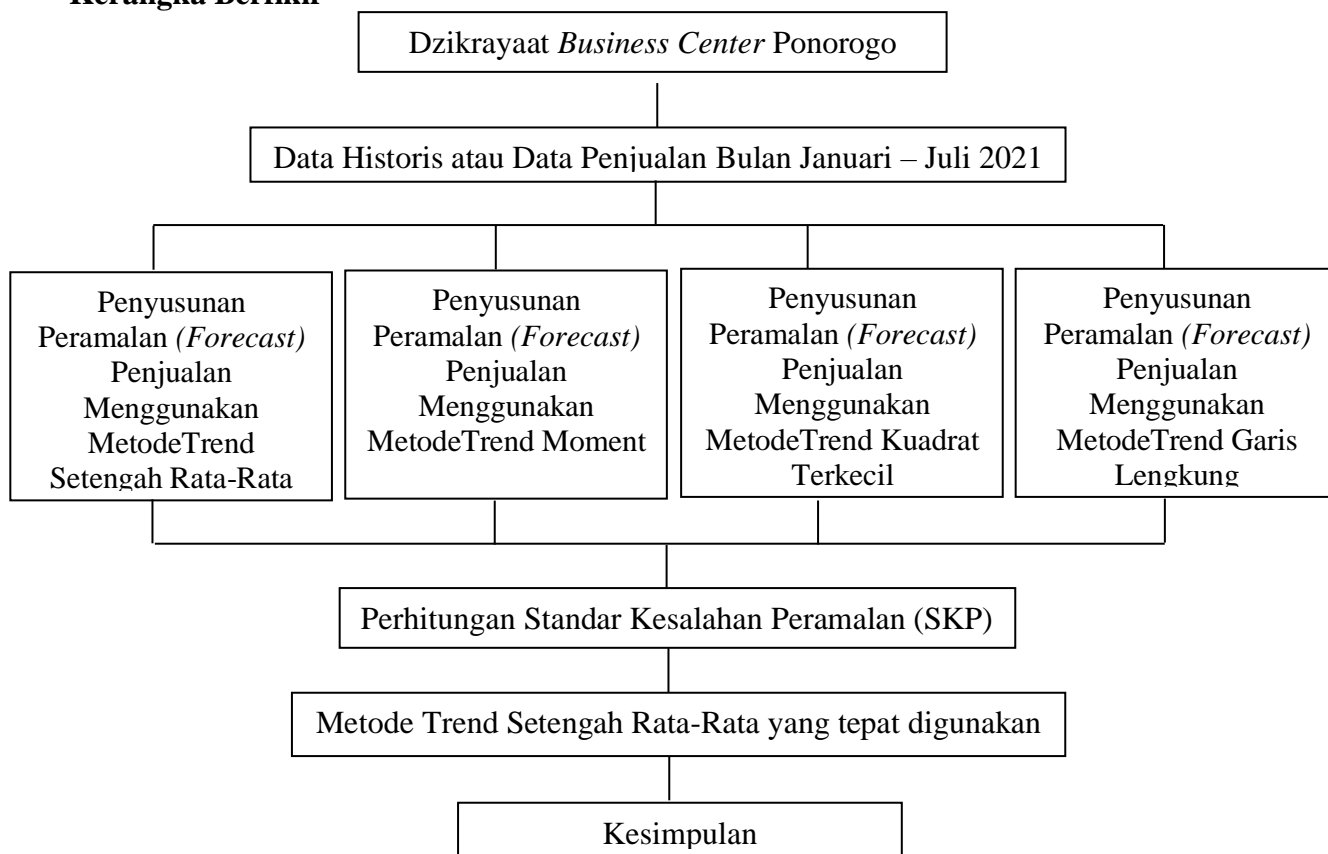 Kerangka Berfikir
Dzikrayaat Business Center Ponorogo
Data Historis atau Data Penjualan Bulan Januari – Juli 2021
Penyusunan
Peramalan (Forecast)
Penjualan
Menggunakan
MetodeTrend
Setengah Rata-Rata
Penyusunan
Peramalan (Forecast)
Penjualan
Menggunakan
MetodeTrend Moment
Penyusunan
Peramalan (Forecast)
Penjualan
Menggunakan
MetodeTrend Kuadrat
Terkecil
Penyusunan
Peramalan (Forecast)
Penjualan
Menggunakan
MetodeTrend Garis
Lengkung
Perhitungan Standar Kesalahan Peramalan (SKP)
Metode Trend Setengah Rata-Rata yang tepat digunakan
Kesimpulan